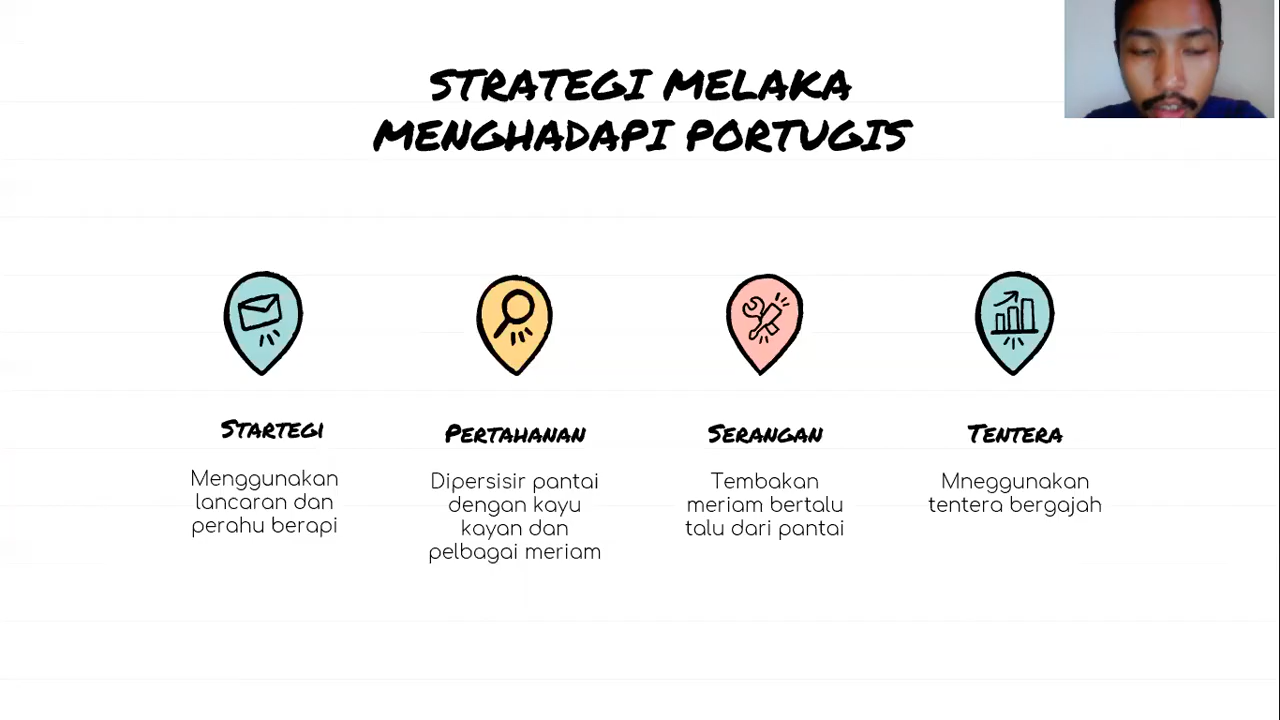 STRATEGI MELAKA
MENGHADAPI PORTUGIS
STARTEGI
Menggunakan
lancaran dan
perahu berapi
PERTAHANAN
Dipersisir pantai
dengan kayu
kayan dan
pelbagai meriam
SERANGAN
Tembakan
meriam bertalu
talu dari pantai
TENTERA
Mneggunakan
tentera bergajah